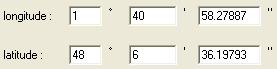 longitude : 1 ° 40 ' 58.27887 "
latitude : 48 ° 6 ' 36.19793 "